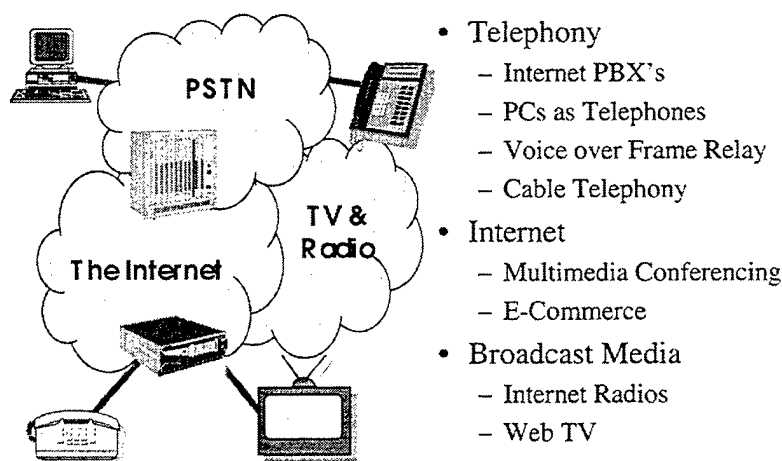 PSTN
TV &
Radio
The Internet
• Telephony
– Internet PBX's
– PCs as Telephones
– Voice over Frame Relay
– Cable Telephony
• Internet
– Multimedia Conferencing
– E-Commerce
• Broadcast Media
– Internet Radios
– Web TV